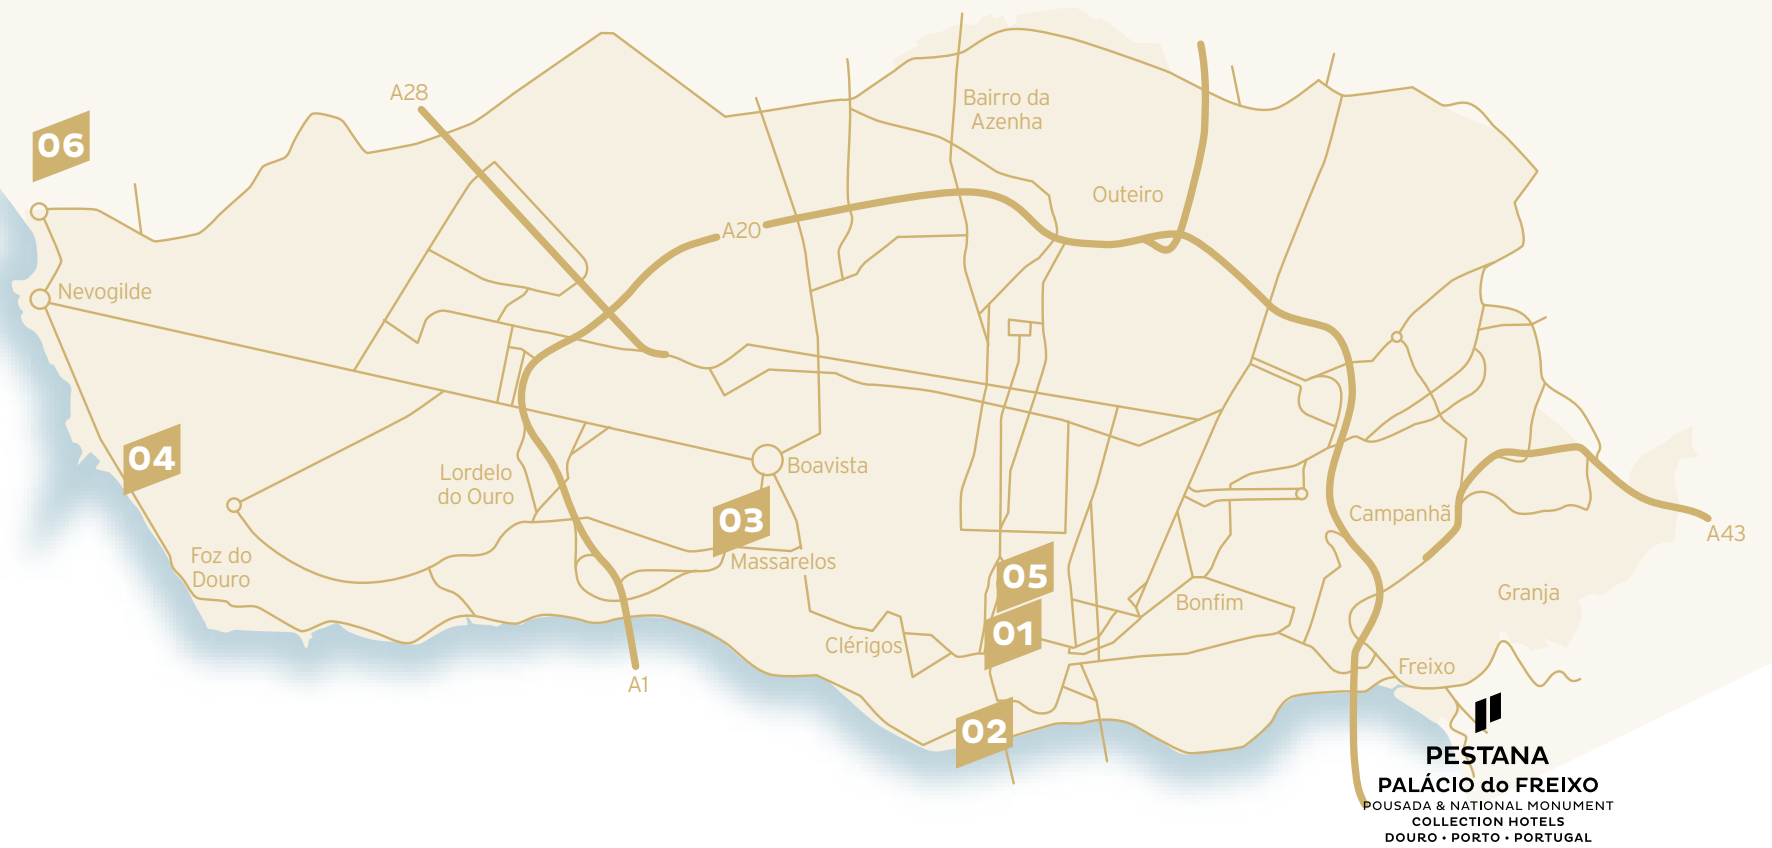 A28
Bairro da
Azenha
06
Outeiro
A20
Nevogilde
04
Lordelo
do Ouro
Boavista
03
Campanhã
A43
Foz do
Douro
Massarelos
05
Granja
Bonfim
01
Clérigos
Freixo
A1
02
PESTANA
PALÁCIO do FREIXO
POUSADA & NATIONAL MONUMENT
COLLECTION HOTELS
DOURO • PORTO • PORTUGAL